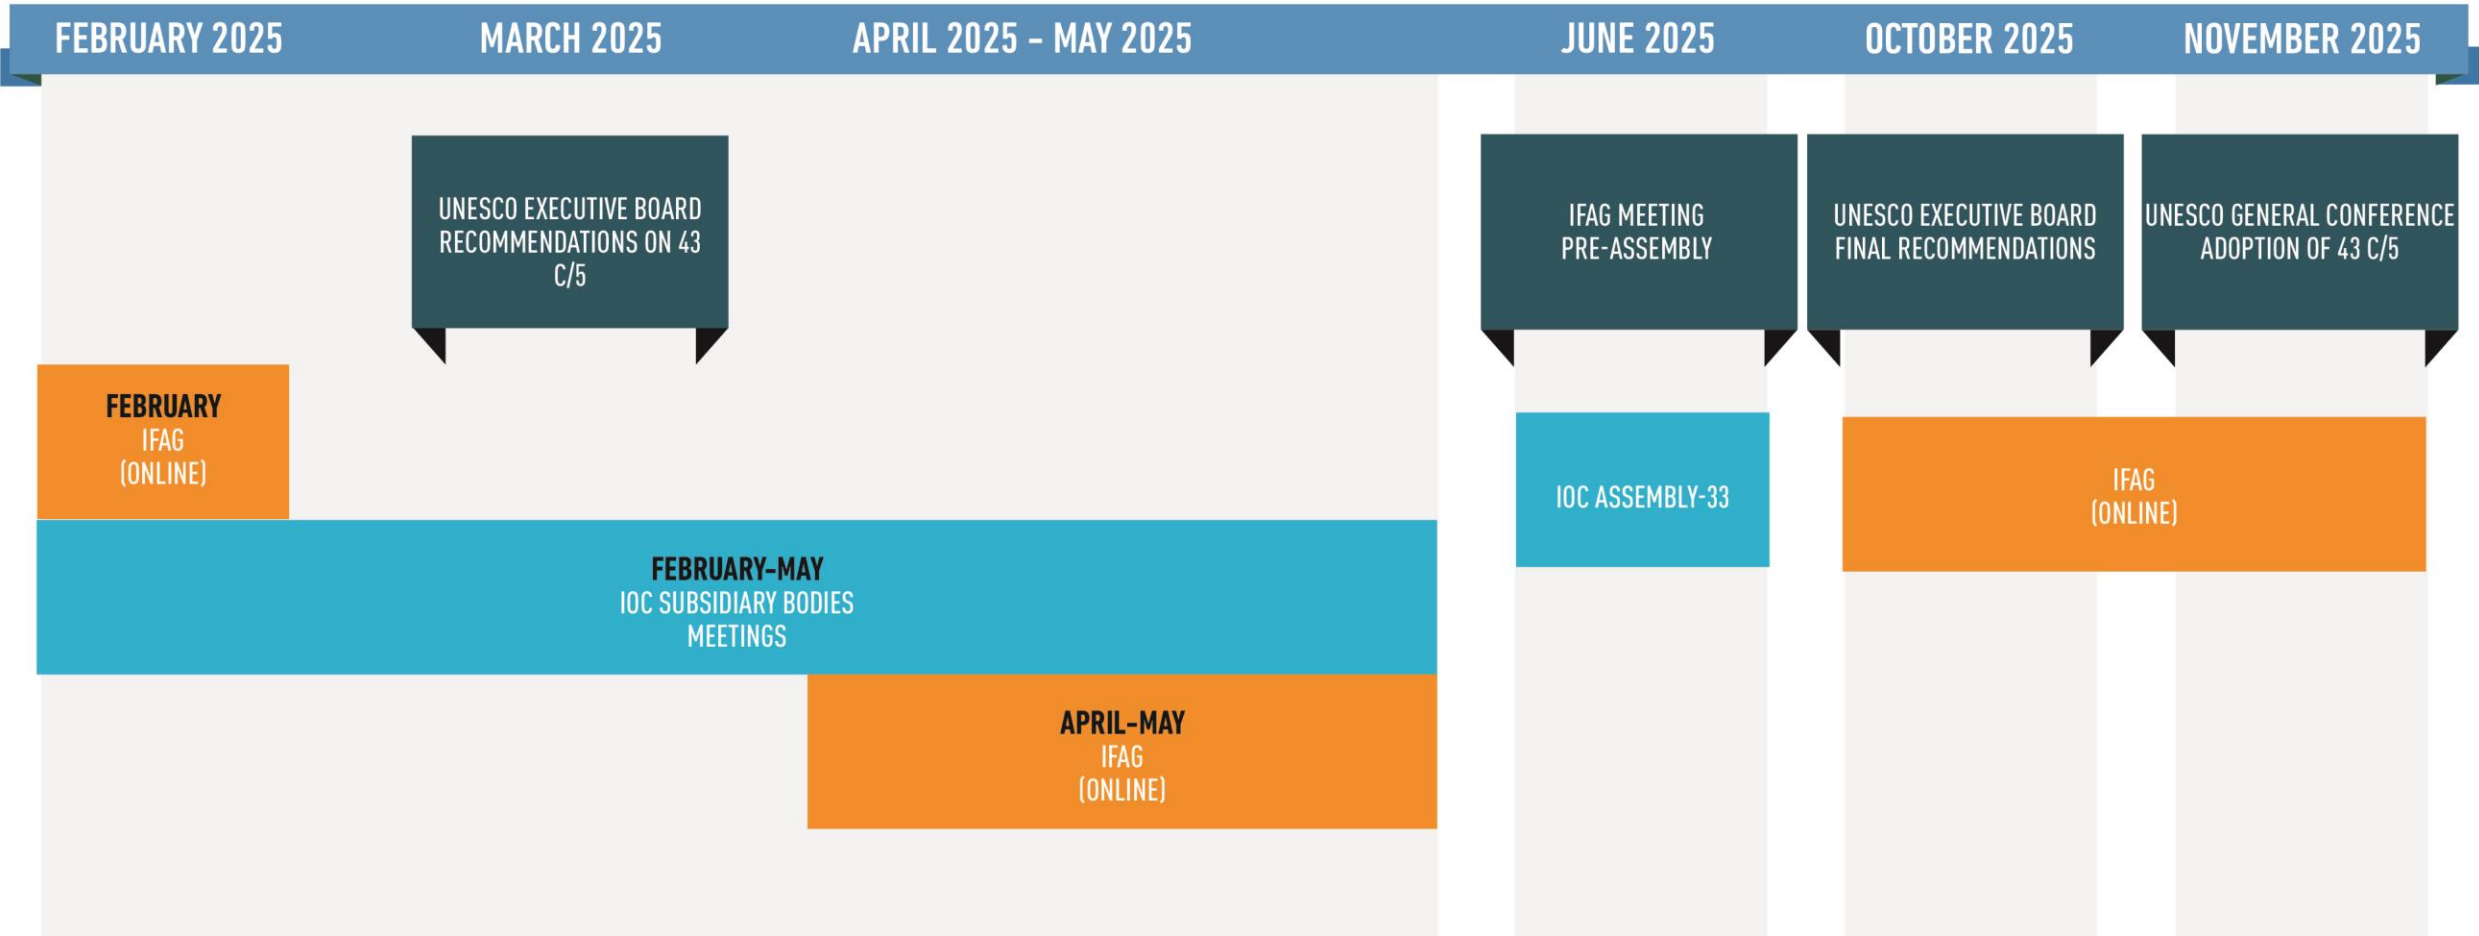 FEBRUARY 2025
MARCH 2025
APRIL 2025 – MAY 2025
JUNE 2025
OCTOBER 2025
NOVEMBER 2025
UNESCO EXECUTIVE BOARD
RECOMMENDATIONS ON 43
C/5
IFAG MEETING
PRE-ASSEMBLY
UNESCO EXECUTIVE BOARD
FINAL RECOMMENDATIONS
UNESCO GENERAL CONFERENCE
ADOPTION OF 43 C/5
FEBRUARY
IFAG
(ONLINE)
IOC ASSEMBLY-33
IFAG
(ONLINE)
FEBRUARY-MAY
IOC SUBSIDIARY BODIES
MEETINGS
APRIL-MAY
IFAG
(ONLINE)